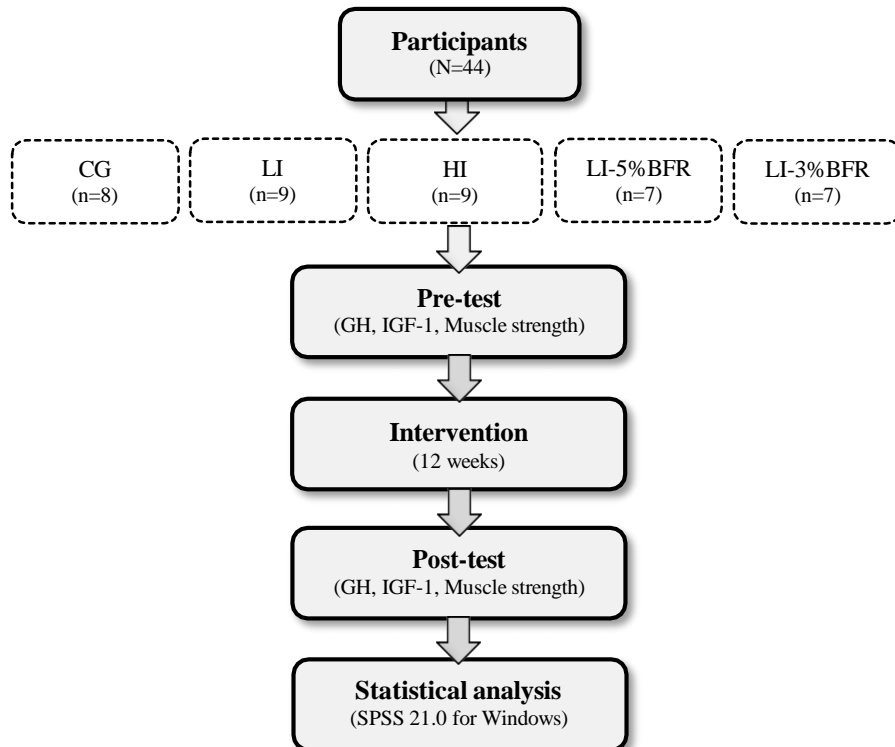 Participants
(N=44)
CG
(n=8)
LI
(n=9)
HI
(n=9)
LI-5%BFR
(n=7)
LI-3%BFR
(n=7)
Pre-test
(GH, IGF-1, Muscle strength)
Intervention
(12 weeks)
Post-test
(GH, IGF-1, Muscle strength)
Statistical analysis
(SPSS 21.0 for Windows)